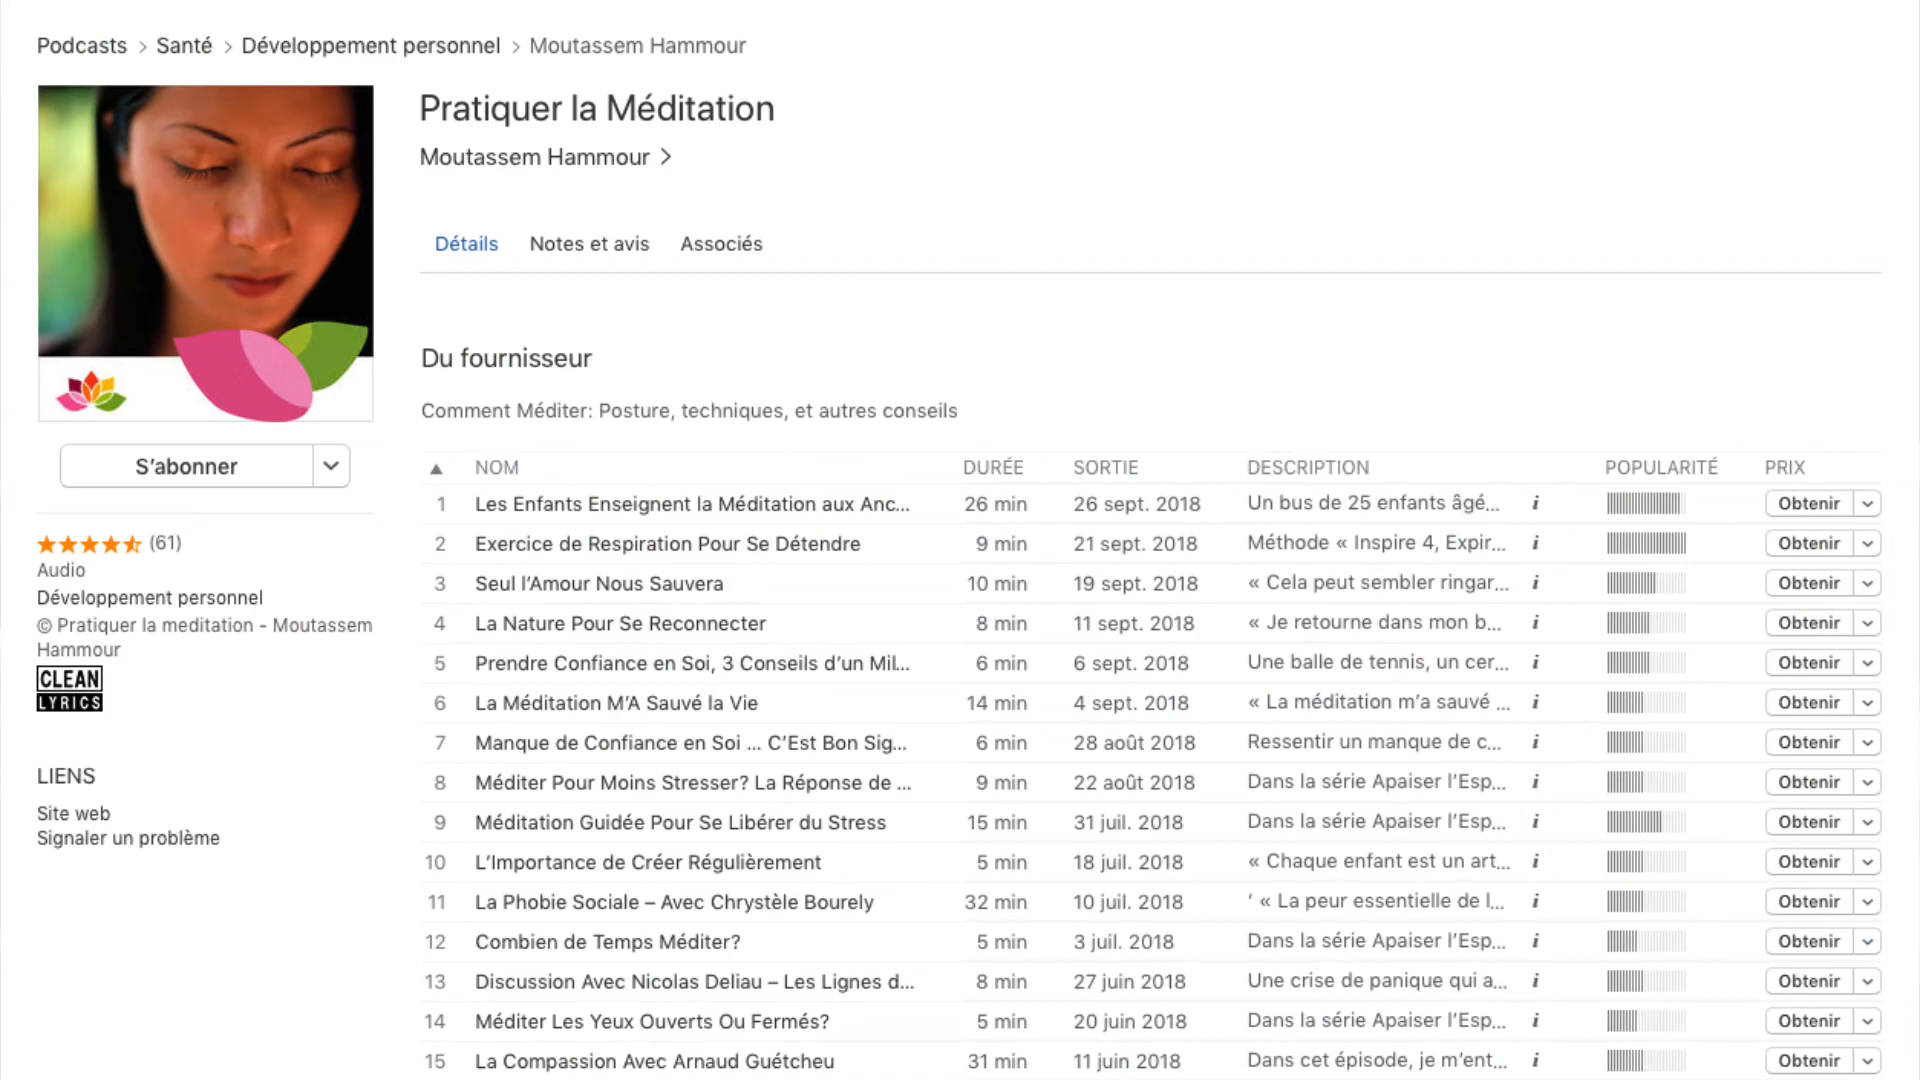 Podcasts > Santé > Développement personnel > Moutassem Hammour
Pratiquer la Méditation
Moutassem Hammour >
Détails Notes et avis Associés
Du fournisseur
Comment Méditer: Posture, techniques, et autres conseils
S’abonner
(61)
Audio
Développement personnel
© Pratiquer la meditation - Moutassem
Hammour
CLEAN
LYRICS
LIENS
Site web
Signaler un problème
▲ NOM DURÉE SORTIE DESCRIPTION POPULARITÉ PRIX
1 Les Enfants Enseignent la Méditation aux Anc... 26 min 26 sept. 2018 Un bus de 25 enfants âgé... i Obtenir
2 Exercice de Respiration Pour Se Détendre 9 min 21 sept. 2018 Méthode « Inspire 4, Expir... i Obtenir
3 Seul l’Amour Nous Sauvera 10 min 19 sept. 2018 « Cela peut sembler ringar... i Obtenir
4 La Nature Pour Se Reconnecter 8 min 11 sept. 2018 « Je retourne dans mon b... i Obtenir
5 Prendre Confiance en Soi, 3 Conseils d’un Mil... 6 min 6 sept. 2018 Une balle de tennis, un cer... i Obtenir
6 La Méditation M’A Sauvé la Vie 14 min 4 sept. 2018 « La méditation m’a sauvé ... i Obtenir
7 Manque de Confiance en Soi ... C’Est Bon Sig... 6 min 28 août 2018 Ressentir un manque de c... i Obtenir
8 Méditer Pour Moins Stresser? La Réponse de ... 9 min 22 août 2018 Dans la série Apaiser l’Esp... i Obtenir
9 Méditation Guidée Pour Se Libérer du Stress 15 min 31 juil. 2018 Dans la série Apaiser l’Esp... i Obtenir
10 L’Importance de Créer Régulièrement 5 min 18 juil. 2018 « Chaque enfant est un art... i Obtenir
11 La Phobie Sociale – Avec Chrystèle Bourely 32 min 10 juil. 2018 ‘ « La peur essentielle de l... i Obtenir
12 Combien de Temps Méditer? 5 min 3 juil. 2018 Dans la série Apaiser l’Esp... i Obtenir
13 Discussion Avec Nicolas Deliau – Les Lignes d... 8 min 27 juin 2018 Une crise de panique qui a... i Obtenir
14 Méditer Les Yeux Ouverts Ou Fermés? 5 min 20 juin 2018 Dans la série Apaiser l’Esp... i Obtenir
15 La Compassion Avec Arnaud Guétcheu 31 min 11 juin 2018 Dans cet épisode, je m’ent... i Obtenir